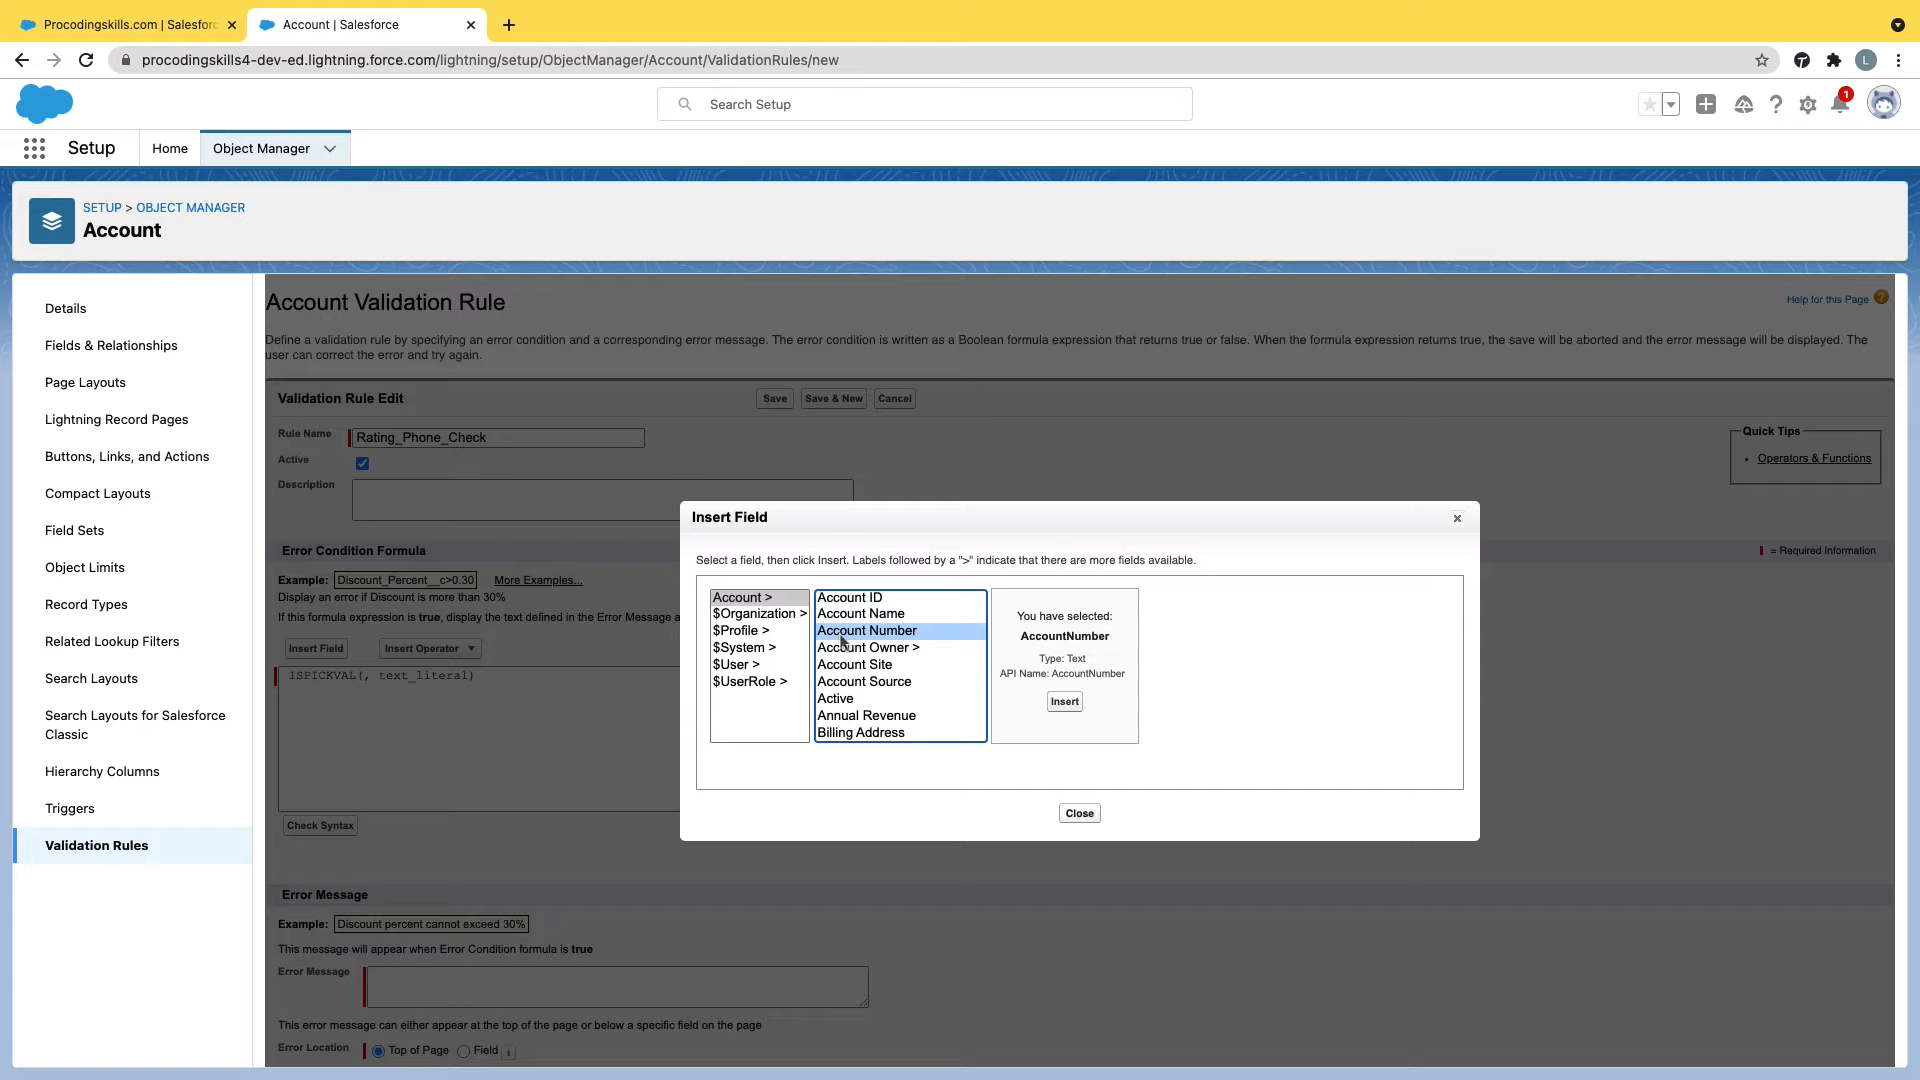 Procodingskills.com | Salesforc
Account | Salesforce
procodingskills4-dev-ed.lightning.force.com/lightning/setup/ObjectManager/Account/ValidationRules/new
L
Search Setup
1
Setup
Home
Object Manager
SETUP > OBJECT MANAGER
Account
Details
Fields & Relationships
Page Layouts
Lightning Record Pages
Buttons, Links, and Actions
Compact Layouts
Field Sets
Object Limits
Record Types
Related Lookup Filters
Search Layouts
Search Layouts for Salesforce
Classic
Hierarchy Columns
Triggers
Validation Rules
Account Validation Rule
Help for this Page ?
Define a validation rule by specifying an error condition and a corresponding error message. The error condition is written as a Boolean formula expression that returns true or false. When the formula expression returns true, the save will be aborted and the error message will be displayed. The
user can correct the error and try again.
Validation Rule Edit
Save
Save & New
Cancel
Rule Name
Rating_Phone_Check
Active
Description
Quick Tips
• Operators & Functions
Error Condition Formula
= Required Information
Example: Discount_Percent__c>0.30 More Examples...
Display an error if Discount is more than 30%
If this formula expression is true, display the text defined in the Error Message a
Insert Field
Insert Operator
ISPICKVAL(, text_literal)
Check Syntax
Insert Field
Select a field, then click Insert. Labels followed by a ">" indicate that there are more fields available.
Account >
$Organization >
$Profile >
$System >
$User >
$UserRole >
Account ID
Account Name
Account Number
Account Owner >
Account Site
Account Source
Active
Annual Revenue
Billing Address
You have selected:
AccountNumber
Type: Text
API Name: AccountNumber
Insert
Close
Error Message
Example: Discount percent cannot exceed 30%
This message will appear when Error Condition formula is true
Error Message
This error message can either appear at the top of the page or below a specific field on the page
Error Location
Top of Page
Field
i